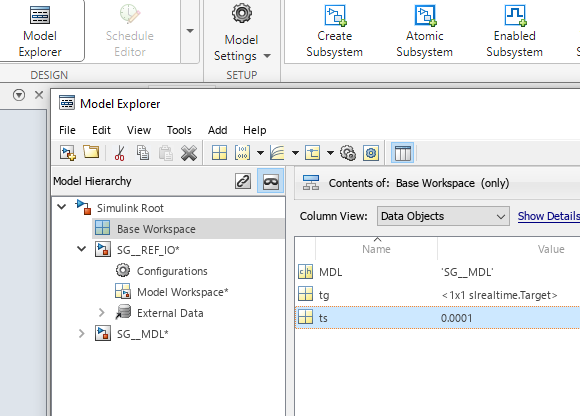 Model Explorer
Schedule Editor
Model Settings
Create Subsystem
Atomic Subsystem
Enabled Subsystem
DESIGN
SETUP
Model Explorer
File Edit View Tools Add Help
Model Hierarchy
Contents of: Base Workspace (only)
Column View: Data Objects Show Details
Name Value
Simulink Root
Base Workspace
SG__REF_IO*
Configurations
Model Workspace*
External Data
SG__MDL*
MDL 'SG__MDL'
tg <1x1 slrealtime.Target>
ts 0.0001